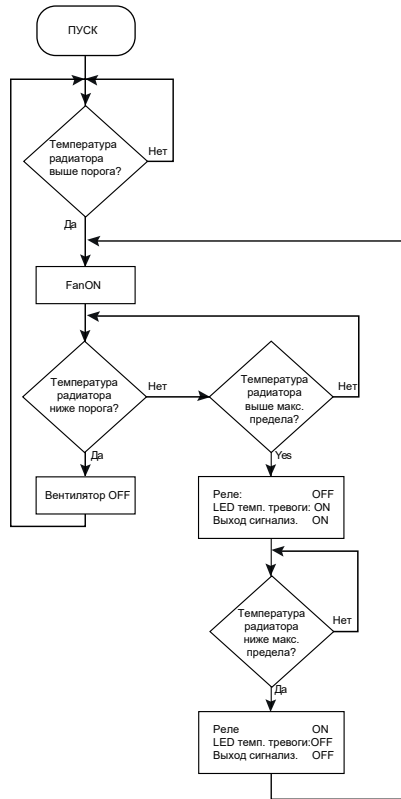 ПУСК
Температура
радиатора
выше порога?
Нет
Да
FanON
Температура
радиатора
ниже порога?
Нет
Температура
радиатора
выше макс.
предела?
Нет
Да
Yes
Вентилятор OFF
Реле: OFF
LED темп. тревоги: ON
Выход сигнализ. ON
Температура
радиатора
ниже макс.
предела?
Нет
Да
Реле ON
LED темп. тревоги:OFF
Выход сигнализ. OFF